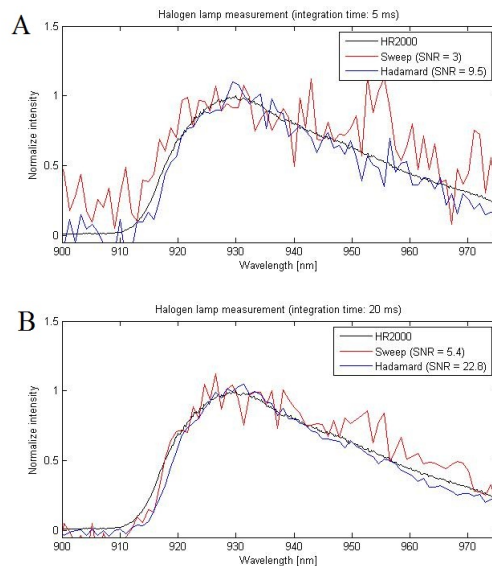 A
Halogen lamp measurement (integration time: 5 ms)
HR2000
Sweep (SNR = 3)
Hadamard (SNR = 9.5)
Normalize intensity
1.5
1
0.5
0
900 910 920 930 940 950 960 970
Wavelength [nm]
B
Halogen lamp measurement (integration time: 20 ms)
HR2000
Sweep (SNR = 5.4)
Hadamard (SNR = 22.8)
Normalize intensity
1.5
1
0.5
0
900 910 920 930 940 950 960 970
Wavelength [nm]